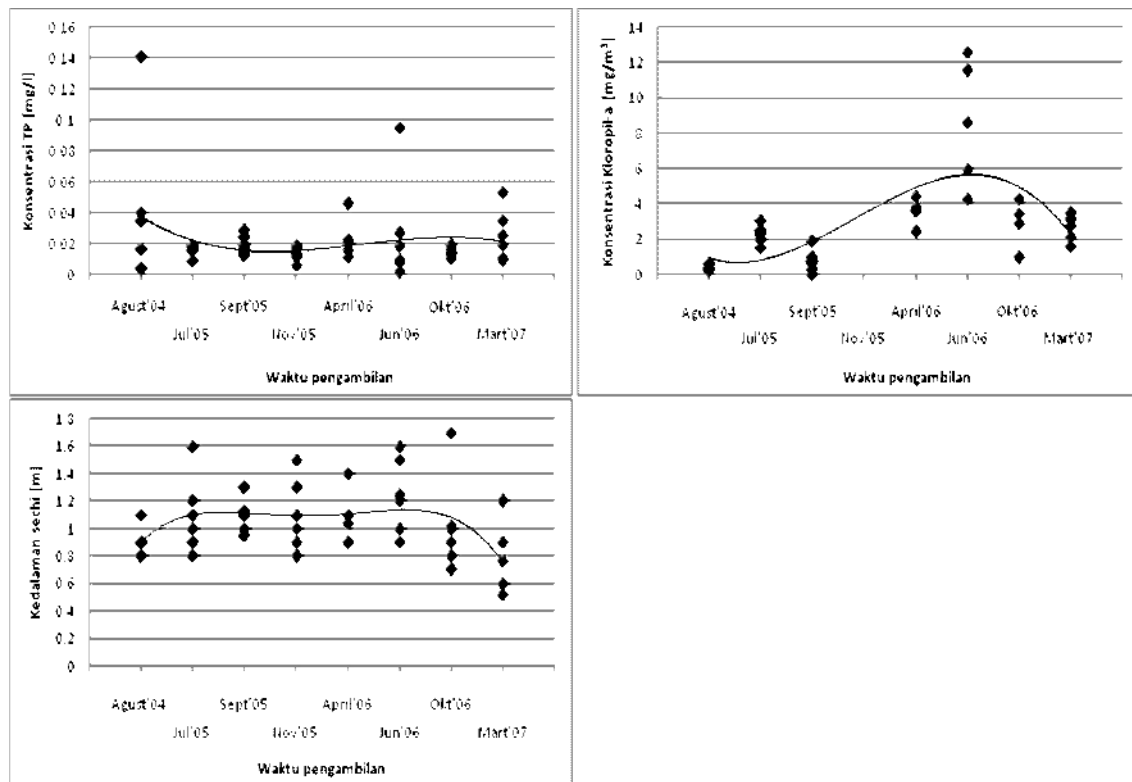 Konsentrasi TP [mg/l]
0.16
0.14
0.12
0.1
0.08
0.06
0.04
0.02
0
Agust'04
Jul'05
Sept'05
Nov'05
April'06
Jun'06
Okt'06
Mart'07
Waktu pengambilan
Konsentrasi Kloropil-a [mg/m³]
14
12
10
8
6
4
2
0
Agust'04
Jul'05
Sept'05
Nov'05
April'06
Jun'06
Okt'06
Mart'07
Waktu pengambilan
Kedalaman sechi [m]
1.8
1.6
1.4
1.2
1
0.8
0.6
0.4
0.2
0
Agust'04
Jul'05
Sept'05
Nov'05
April'06
Jun'06
Okt'06
Mart'07
Waktu pengambilan